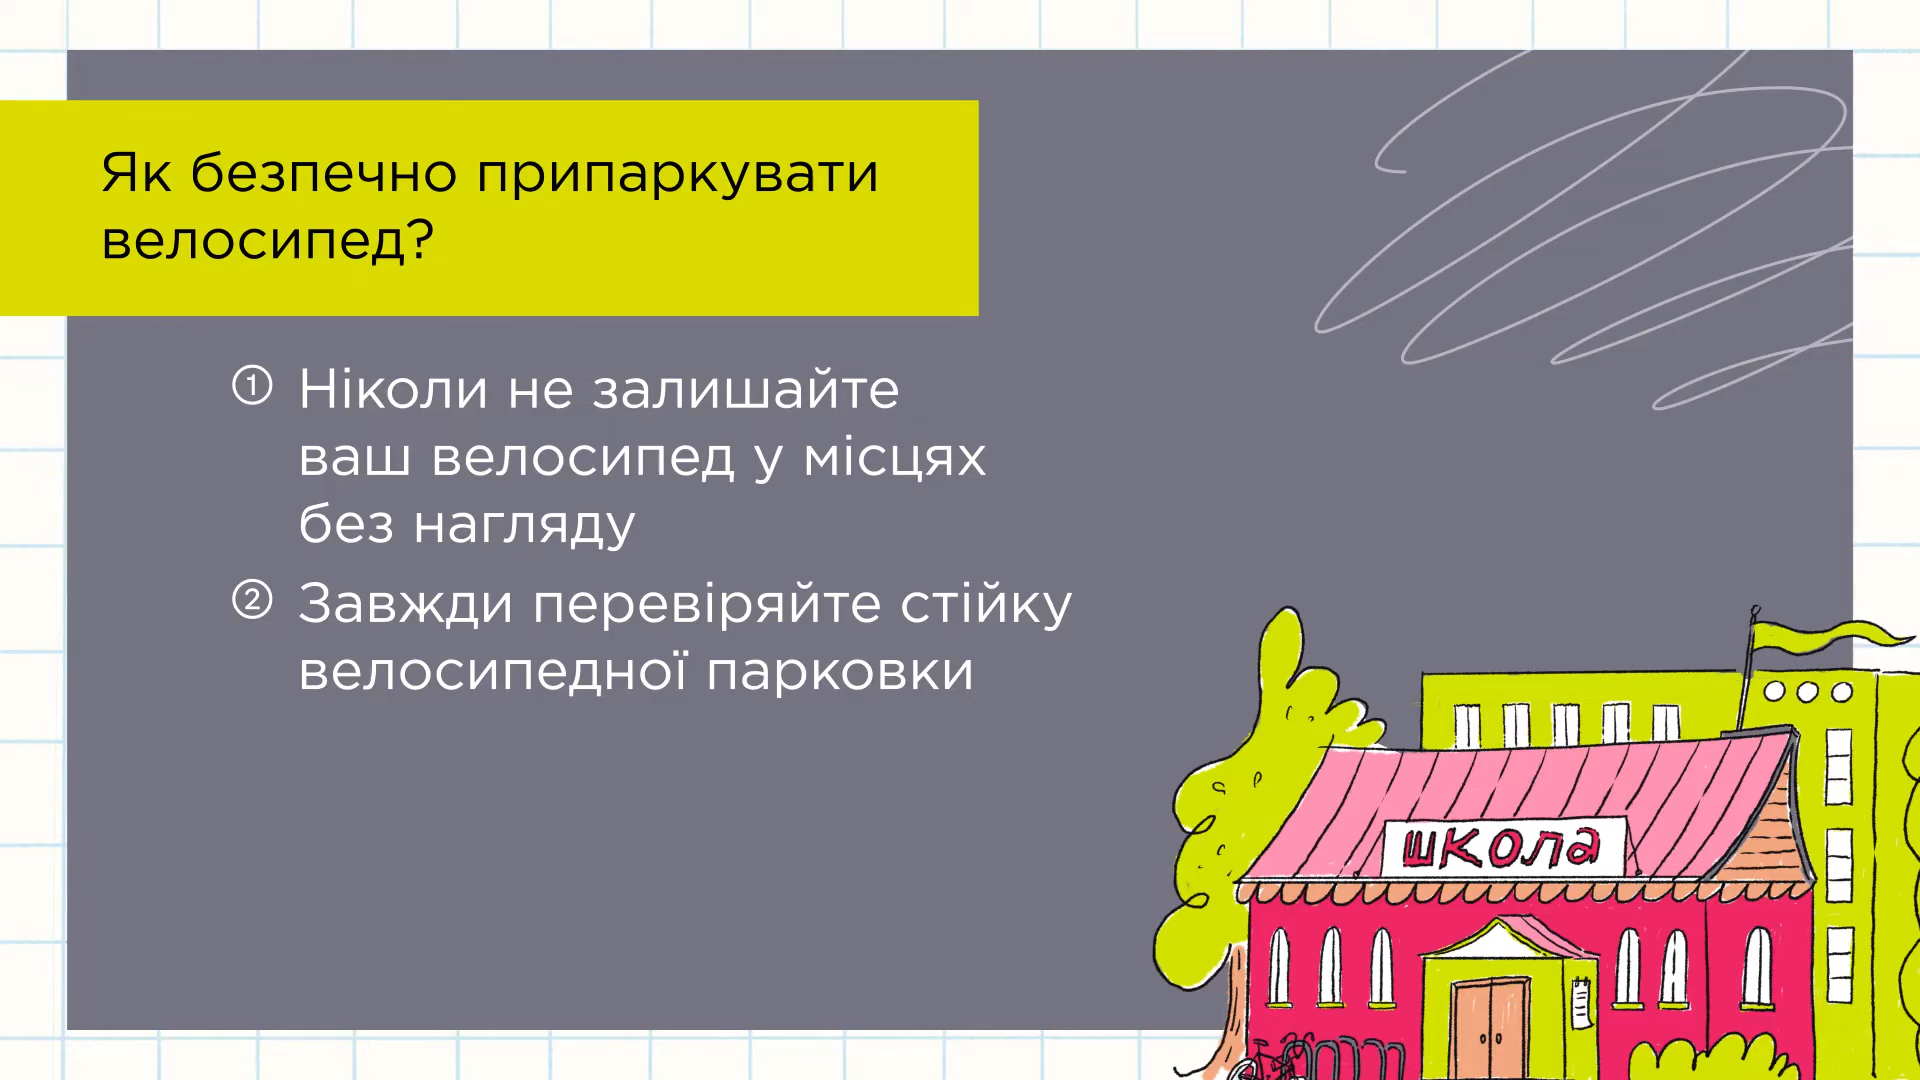 Як безпечно припаркувати
велосипед?
① Ніколи не залишайте
ваш велосипед у місцях
без нагляду
② Завжди перевіряйте стійку
велосипедної парковки
школа